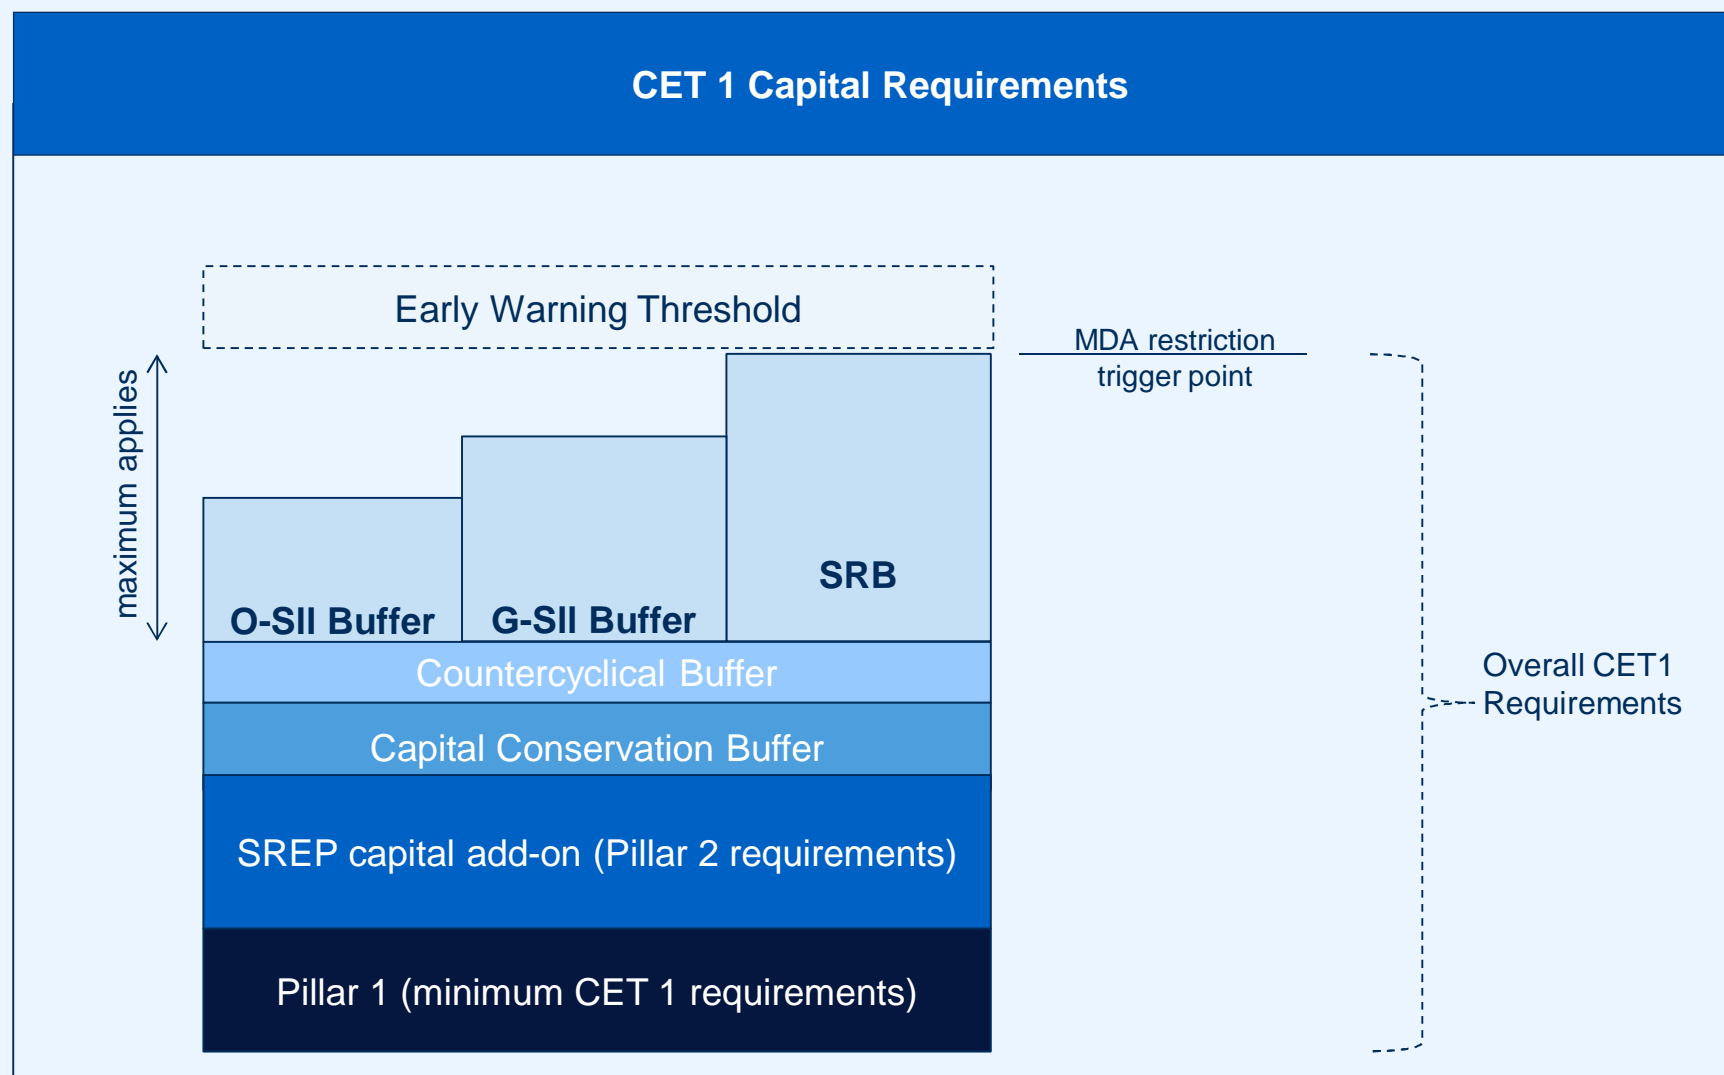 CET 1 Capital Requirements
Early Warning Threshold
MDA restriction
trigger point
maximum applies
O-SII Buffer
G-SII Buffer
SRB
Countercyclical Buffer
Capital Conservation Buffer
Overall CET1
Requirements
SREP capital add-on (Pillar 2 requirements)
Pillar 1 (minimum CET 1 requirements)